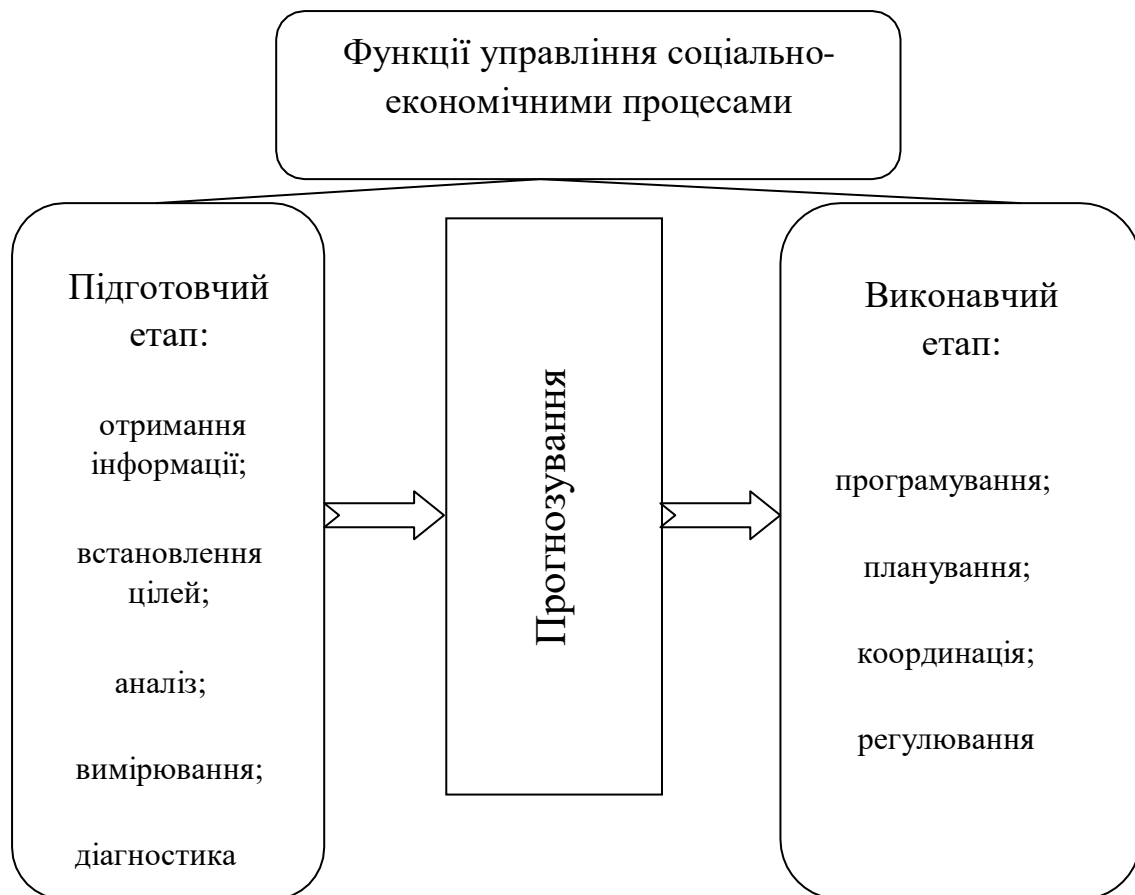 Функції управління соціально-
економічними процесами
Підготовчий
етап:
отримання
інформації;
встановлення
цілей;
аналіз;
вимірювання;
діагностика
Прогнозування
Виконавчий
етап:
програмування;
планування;
координація;
регулювання